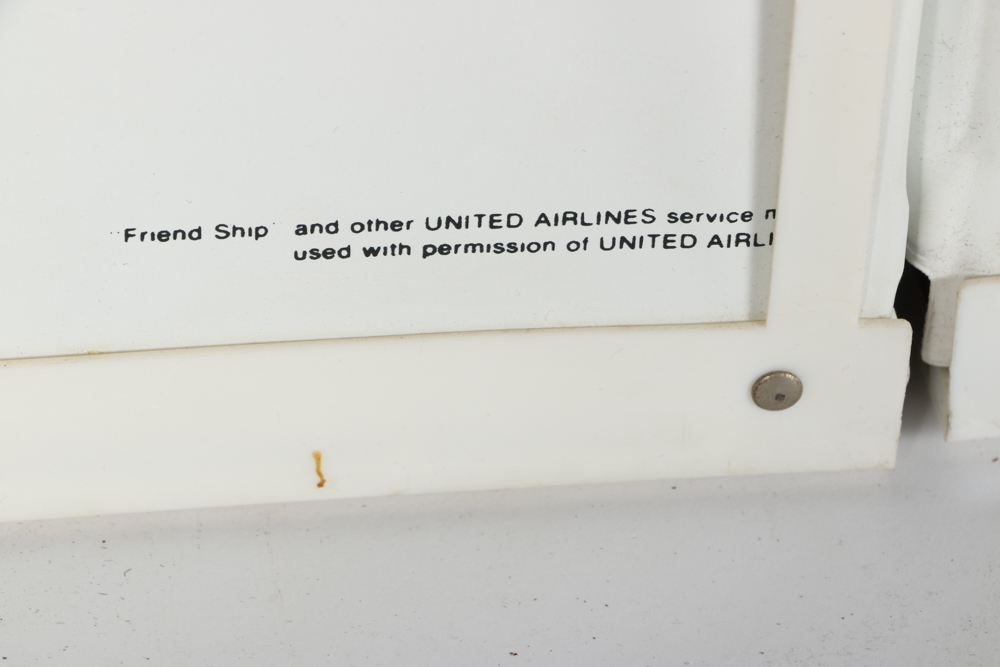 "Friend Ship" and other UNITED AIRLINES service
used with permission of UNITED